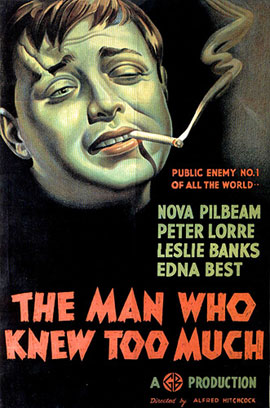 PUBLIC ENEMY NO.1
OF ALL THE WORLD..
NOVA PILBEAM
PETER LORRE
LESLIE BANKS
EDNA BEST
THE MAN WHO
KNEW TOO MUCH
A GB PRODUCTION
Directed by ALFRED HITCHCOCK